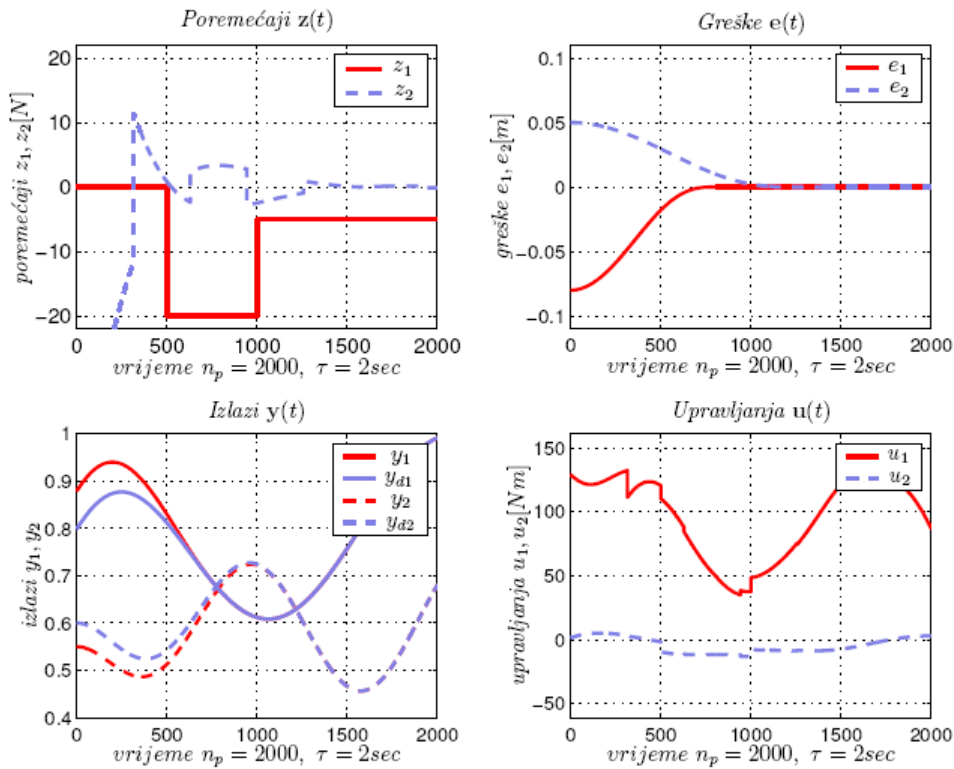 Poremećaji z(t)
poremećaji z₁, z₂[N]
20
10
0
−10
−20
z₁
z₂
0 500 1000 1500 2000
vrijeme nₚ = 2000, τ = 2sec
Greške e(t)
greške e₁, e₂[m]
0.1
0.05
0
−0.05
−0.1
e₁
e₂
0 500 1000 1500 2000
vrijeme nₚ = 2000, τ = 2sec
Izlazi y(t)
izlazi y₁, y₂
1
0.9
0.8
0.7
0.6
0.5
0.4
y₁
y_{d1}
y₂
y_{d2}
0 500 1000 1500 2000
vrijeme nₚ = 2000, τ = 2sec
Upravljanja u(t)
upravljanja u₁, u₂[Nm]
150
100
50
0
−50
u₁
u₂
0 500 1000 1500 2000
vrijeme nₚ = 2000, τ = 2sec